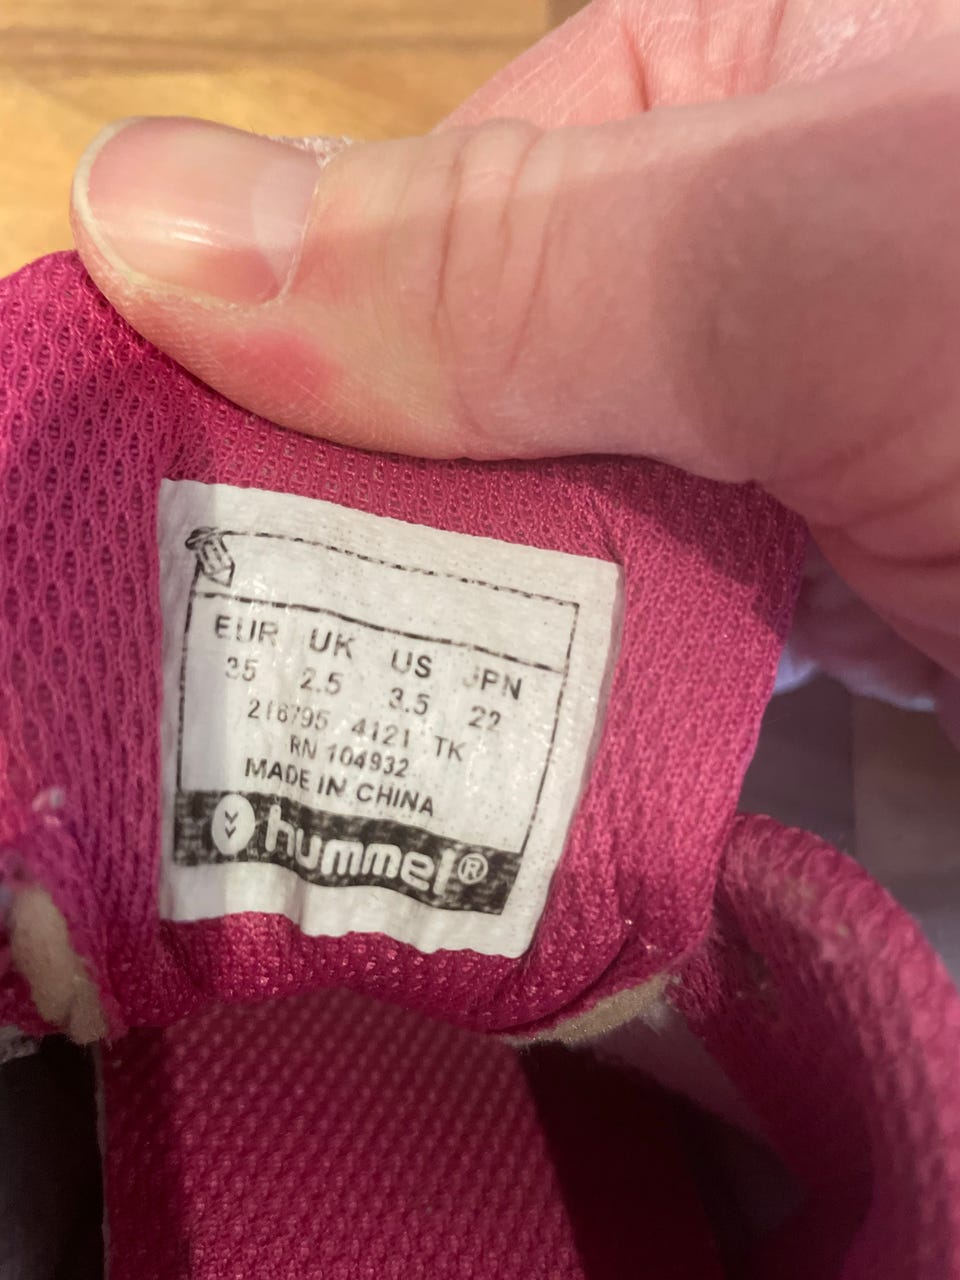 EUR UK US JPN
35 2.5 3.5 22
216795 4121 TK
RN 104932
MADE IN CHINA
hummel®